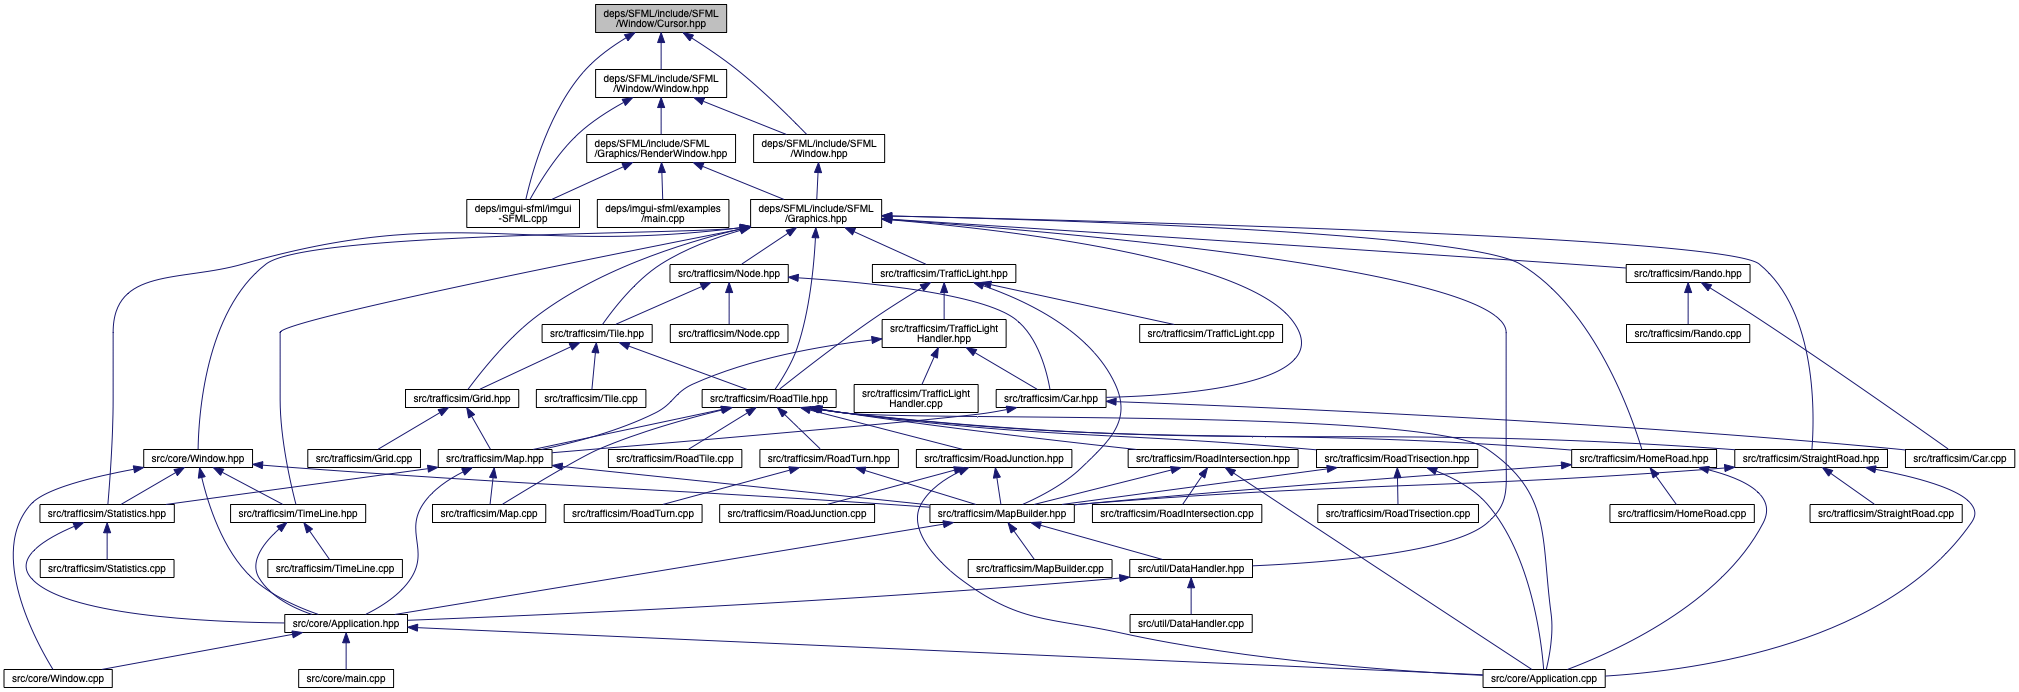 deps/SFML/include/SFML
/Window/Cursor.hpp
deps/SFML/include/SFML
/Window/Window.hpp
deps/SFML/include/SFML
/Graphics/RenderWindow.hpp
deps/SFML/include/SFML
/Window.hpp
deps/imgui-sfml/imgui
-SFML.cpp
deps/imgui-sfml/examples
/main.cpp
deps/SFML/include/SFML
/Graphics.hpp
src/trafficsim/Node.hpp
src/trafficsim/TrafficLight.hpp
src/trafficsim/Rando.hpp
src/trafficsim/Tile.hpp
src/trafficsim/Node.cpp
src/trafficsim/TrafficLight
Handler.hpp
src/trafficsim/TrafficLight.cpp
src/trafficsim/Rando.cpp
src/trafficsim/Grid.hpp
src/trafficsim/Tile.cpp
src/trafficsim/RoadTile.hpp
src/trafficsim/TrafficLight
Handler.cpp
src/trafficsim/Car.hpp
src/core/Window.hpp
src/trafficsim/Grid.cpp
src/trafficsim/Map.hpp
src/trafficsim/RoadTile.cpp
src/trafficsim/RoadTurn.hpp
src/trafficsim/RoadJunction.hpp
src/trafficsim/RoadIntersection.hpp
src/trafficsim/RoadTrisection.hpp
src/trafficsim/HomeRoad.hpp
src/trafficsim/StraightRoad.hpp
src/trafficsim/Car.cpp
src/trafficsim/Statistics.hpp
src/trafficsim/TimeLine.hpp
src/trafficsim/Map.cpp
src/trafficsim/RoadTurn.cpp
src/trafficsim/RoadJunction.cpp
src/trafficsim/MapBuilder.hpp
src/trafficsim/RoadIntersection.cpp
src/trafficsim/RoadTrisection.cpp
src/trafficsim/HomeRoad.cpp
src/trafficsim/StraightRoad.cpp
src/trafficsim/Statistics.cpp
src/trafficsim/TimeLine.cpp
src/trafficsim/MapBuilder.cpp
src/util/DataHandler.hpp
src/core/Application.hpp
src/util/DataHandler.cpp
src/core/Window.cpp
src/core/main.cpp
src/core/Application.cpp